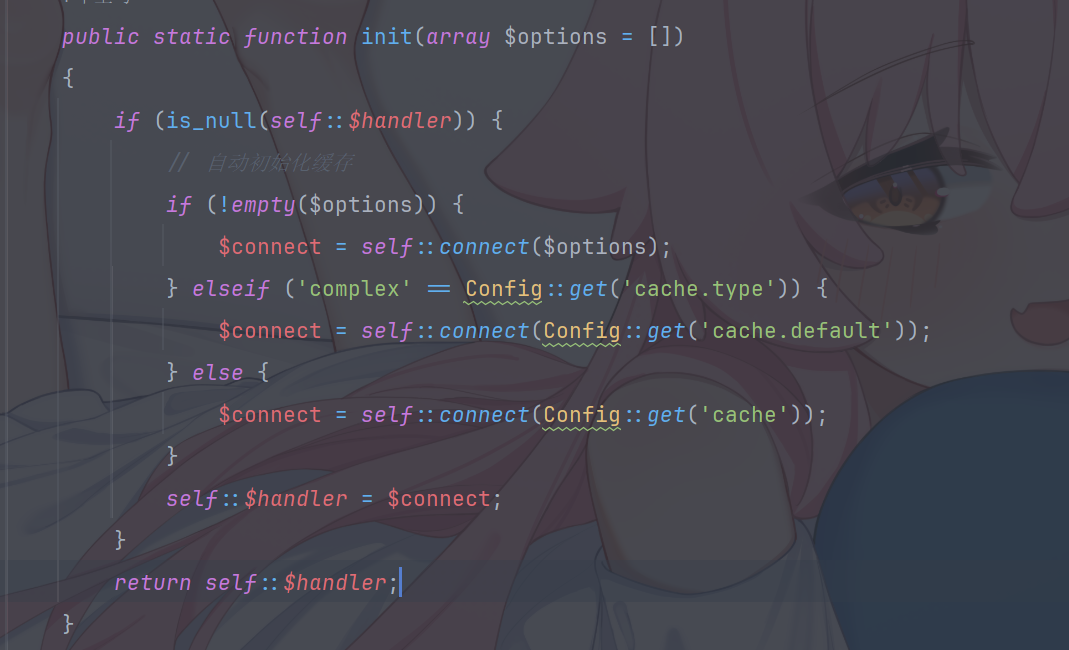 public static function init(array $options = [])
{
if (is_null(self::$handler)) {
// 自动初始化缓存
if (!empty($options)) {
$connect = self::connect($options);
} elseif ('complex' == Config::get('cache.type')) {
$connect = self::connect(Config::get('cache.default'));
} else {
$connect = self::connect(Config::get('cache'));
}
self::$handler = $connect;
}
return self::$handler;
}